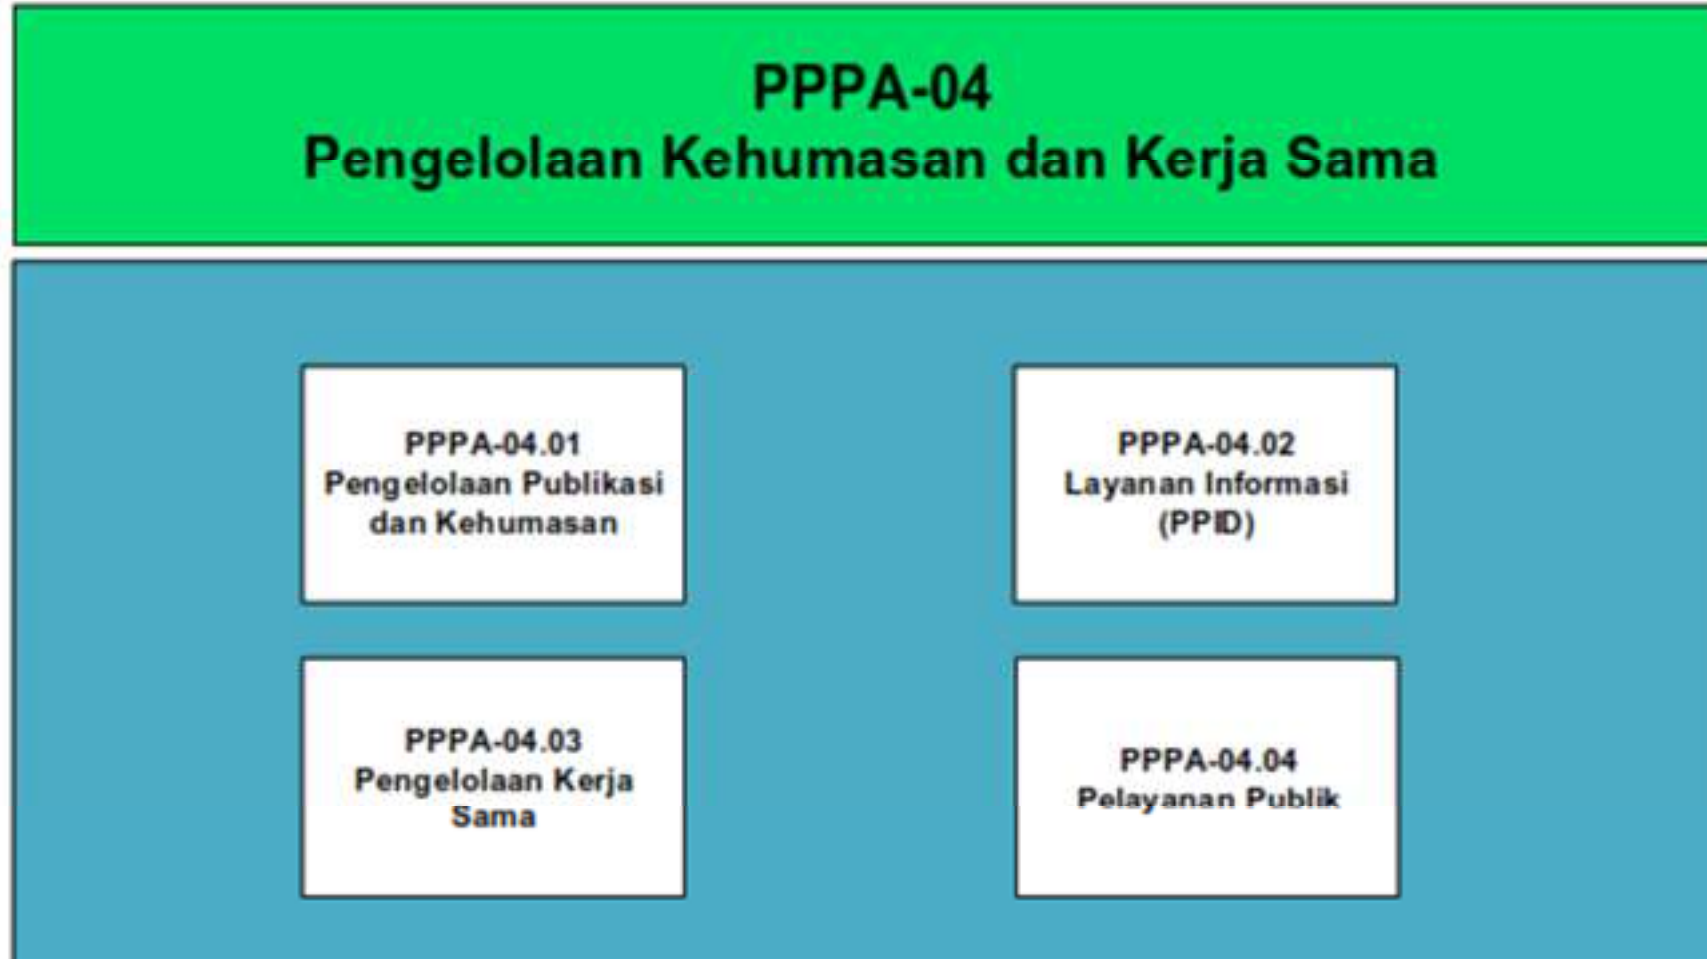 PPPA-04
Pengelolaan Kehumasan dan Kerja Sama
PPPA-04.01
Pengelolaan Publikasi
dan Kehumasan
PPPA-04.02
Layanan Informasi
(PPID)
PPPA-04.03
Pengelolaan Kerja
Sama
PPPA-04.04
Pelayanan Publik